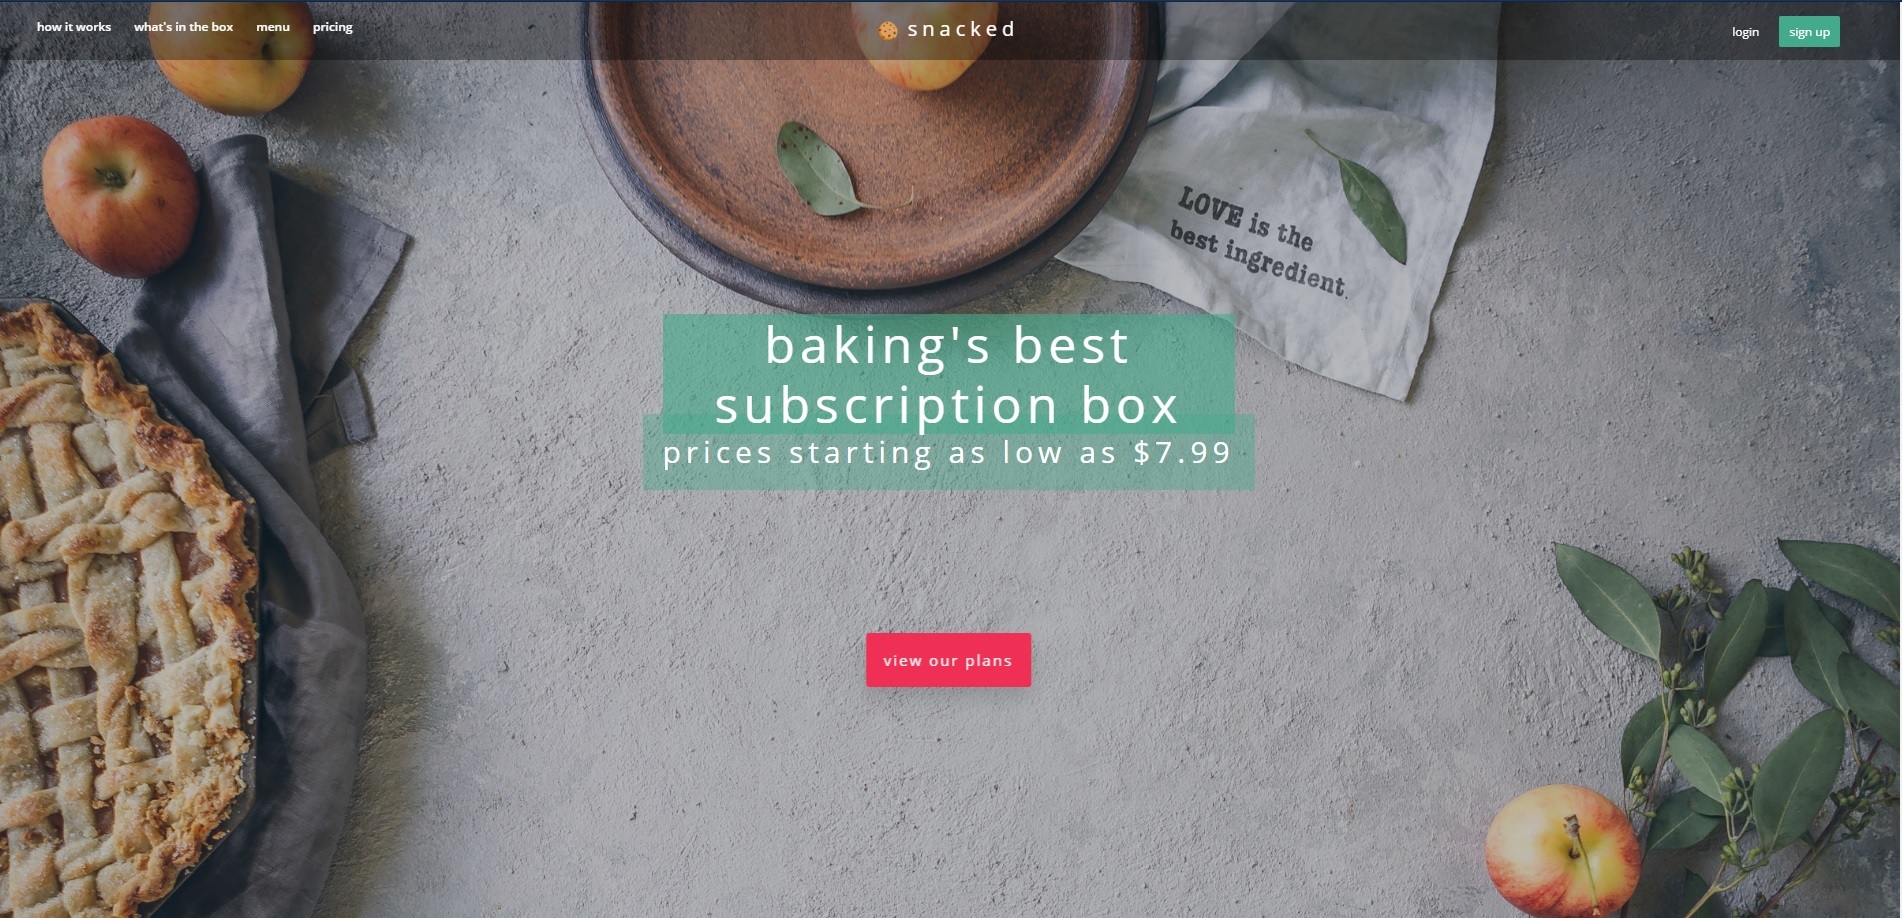 how it works what's in the box menu pricing
snacked
login sign up
LOVE is the
best ingredient.
baking's best
subscription box
prices starting as low as $7.99
view our plans